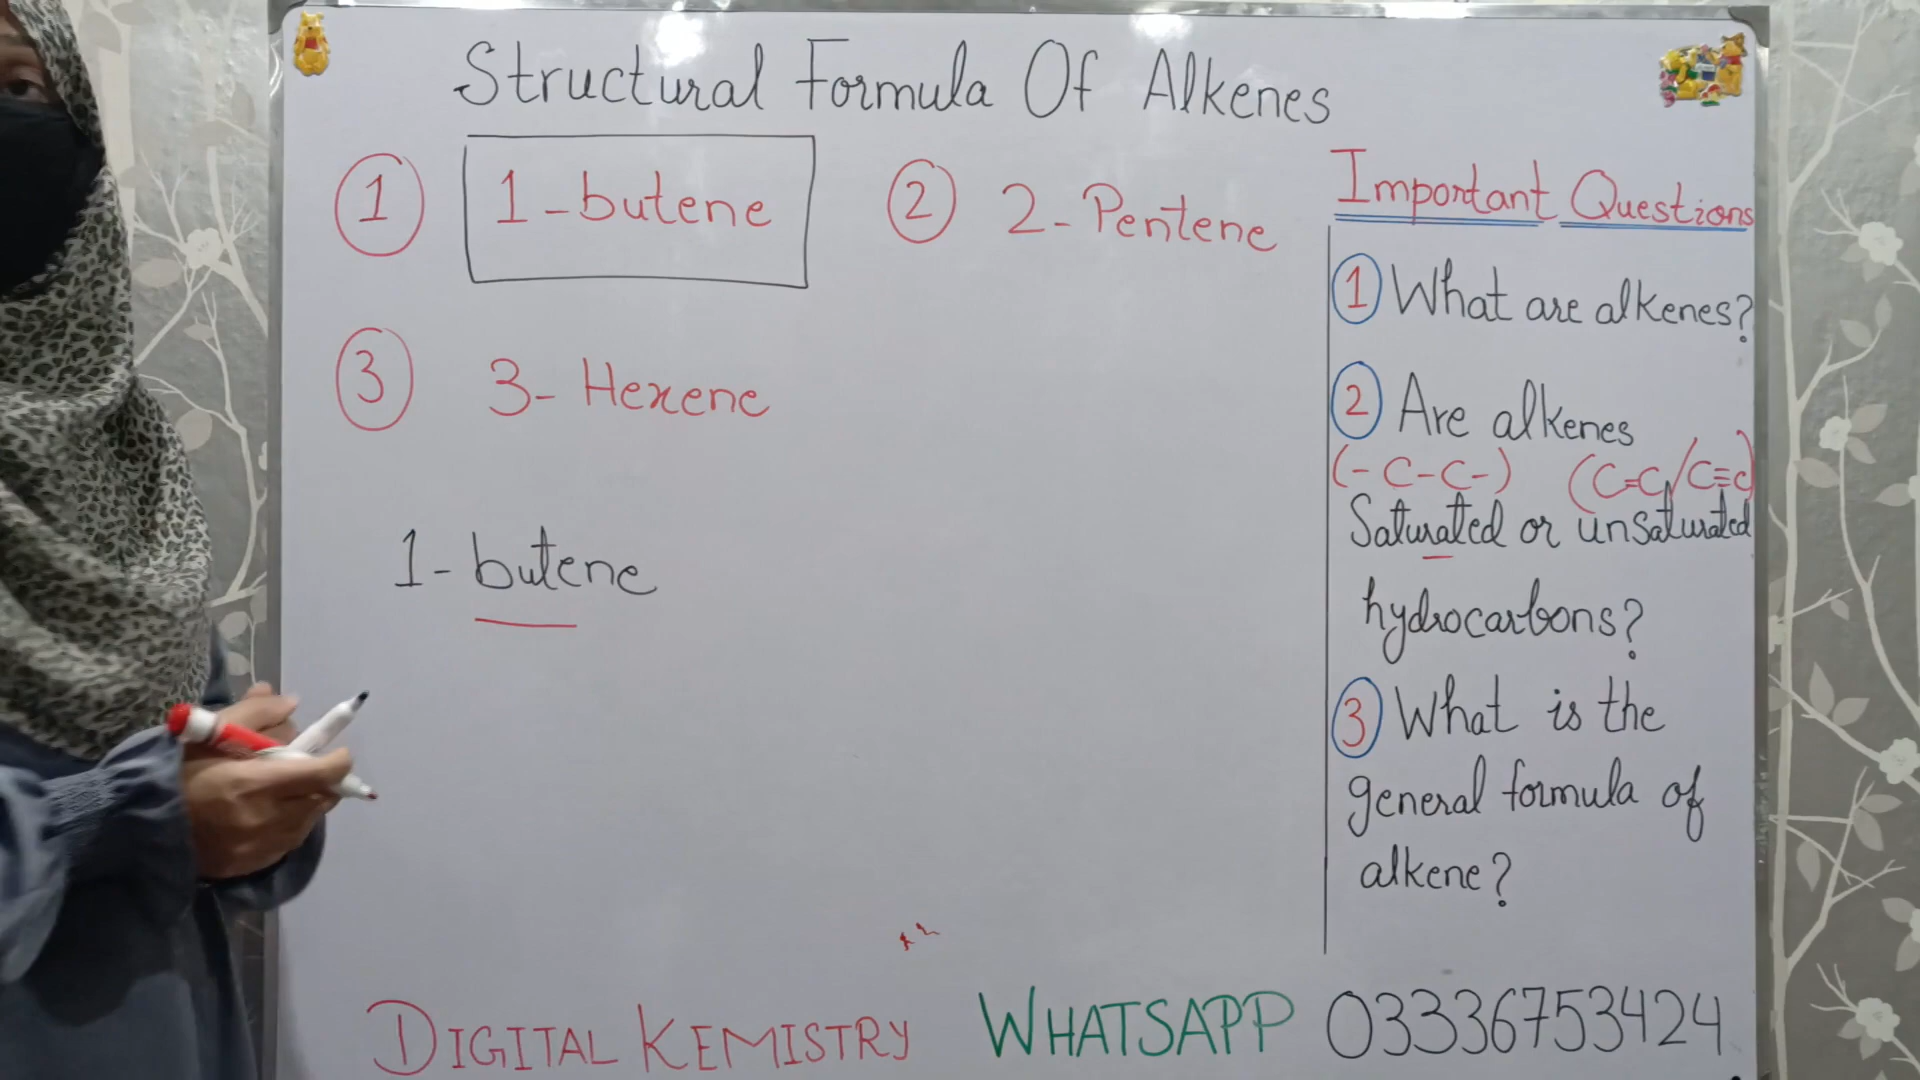 Structural Formula Of Alkenes
① 1-butene ② 2-Pentene
③ 3-Hexene
1-butene
Important Questions
① What are alkenes?
② Are alkenes
(-C-C-) (C=C/C≡C)
Saturated or unsaturated
hydrocarbons?
③ What is the
general formula of
alkene?
DIGITAL KEMISTRY WHATSAPP 03336753424